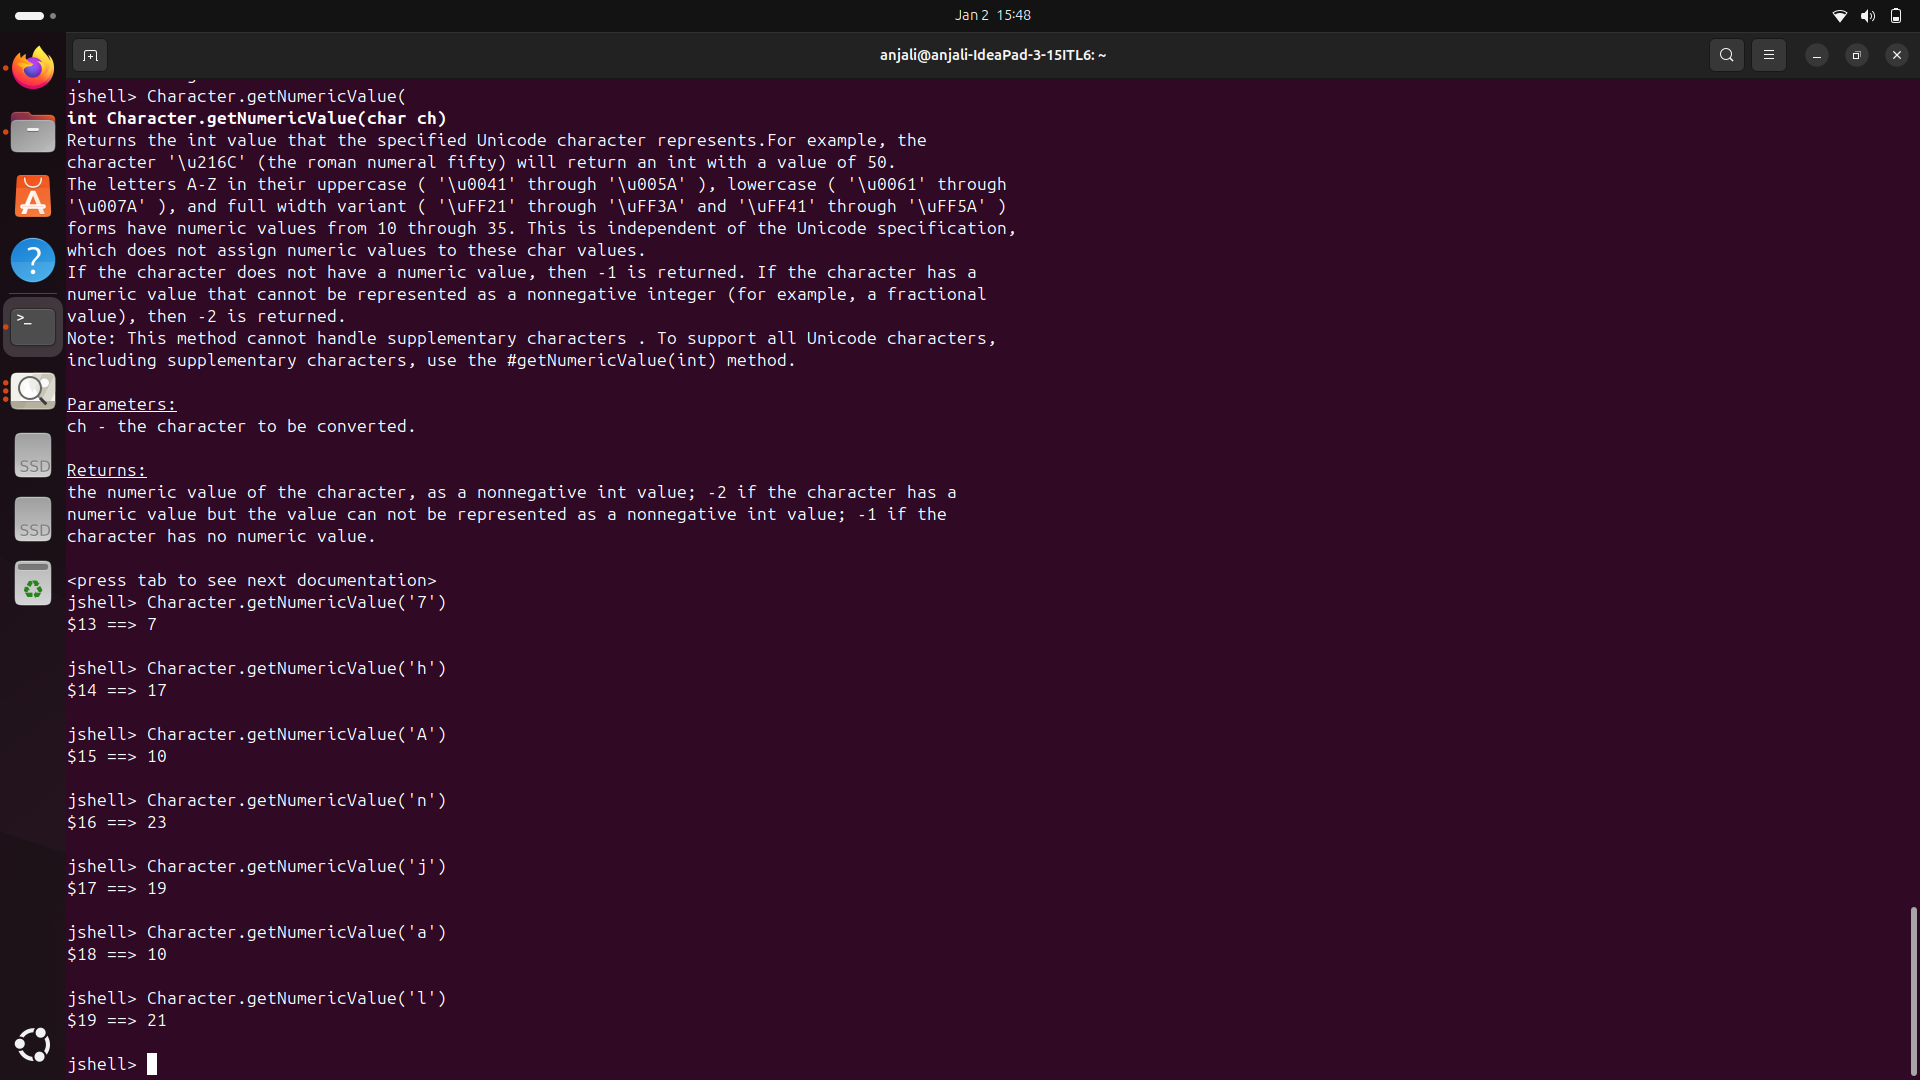 Jan 2 15:48
anjali@anjali-IdeaPad-3-15ITL6: ~
jshell> Character.getNumericValue(
int Character.getNumericValue(char ch)
Returns the int value that the specified Unicode character represents.For example, the
character '\u216C' (the roman numeral fifty) will return an int with a value of 50.
The letters A-Z in their uppercase ( '\u0041' through '\u005A' ), lowercase ( '\u0061' through
'\u007A' ), and full width variant ( '\uFF21' through '\uFF3A' and '\uFF41' through '\uFF5A' )
forms have numeric values from 10 through 35. This is independent of the Unicode specification,
which does not assign numeric values to these char values.
If the character does not have a numeric value, then -1 is returned. If the character has a
numeric value that cannot be represented as a nonnegative integer (for example, a fractional
value), then -2 is returned.
Note: This method cannot handle supplementary characters . To support all Unicode characters,
including supplementary characters, use the #getNumericValue(int) method.
Parameters:
ch - the character to be converted.
Returns:
the numeric value of the character, as a nonnegative int value; -2 if the character has a
numeric value but the value can not be represented as a nonnegative int value; -1 if the
character has no numeric value.
<press tab to see next documentation>
jshell> Character.getNumericValue('7')
$13 ==> 7
jshell> Character.getNumericValue('h')
$14 ==> 17
jshell> Character.getNumericValue('A')
$15 ==> 10
jshell> Character.getNumericValue('n')
$16 ==> 23
jshell> Character.getNumericValue('j')
$17 ==> 19
jshell> Character.getNumericValue('a')
$18 ==> 10
jshell> Character.getNumericValue('l')
$19 ==> 21
jshell>
SSD
SSD